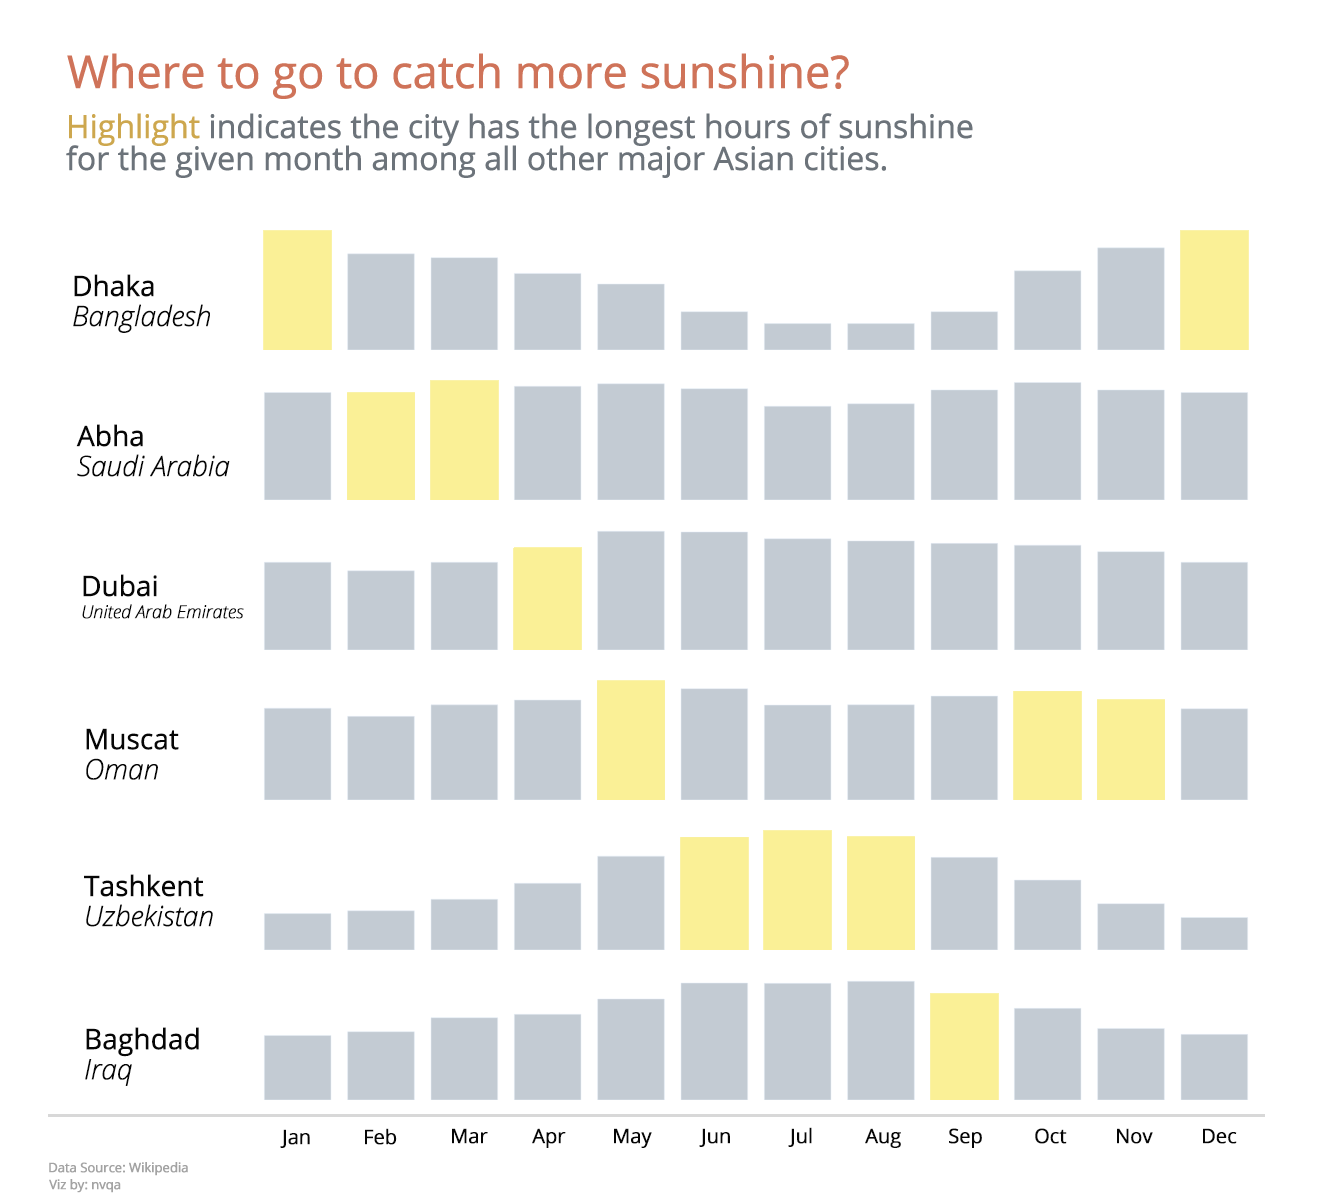 Where to go to catch more sunshine?
Highlight indicates the city has the longest hours of sunshine
for the given month among all other major Asian cities.
Dhaka
Bangladesh
Abha
Saudi Arabia
Dubai
United Arab Emirates
Muscat
Oman
Tashkent
Uzbekistan
Baghdad
Iraq
Jan Feb Mar Apr May Jun Jul Aug Sep Oct Nov Dec
Data Source: Wikipedia
Viz by: nvqa